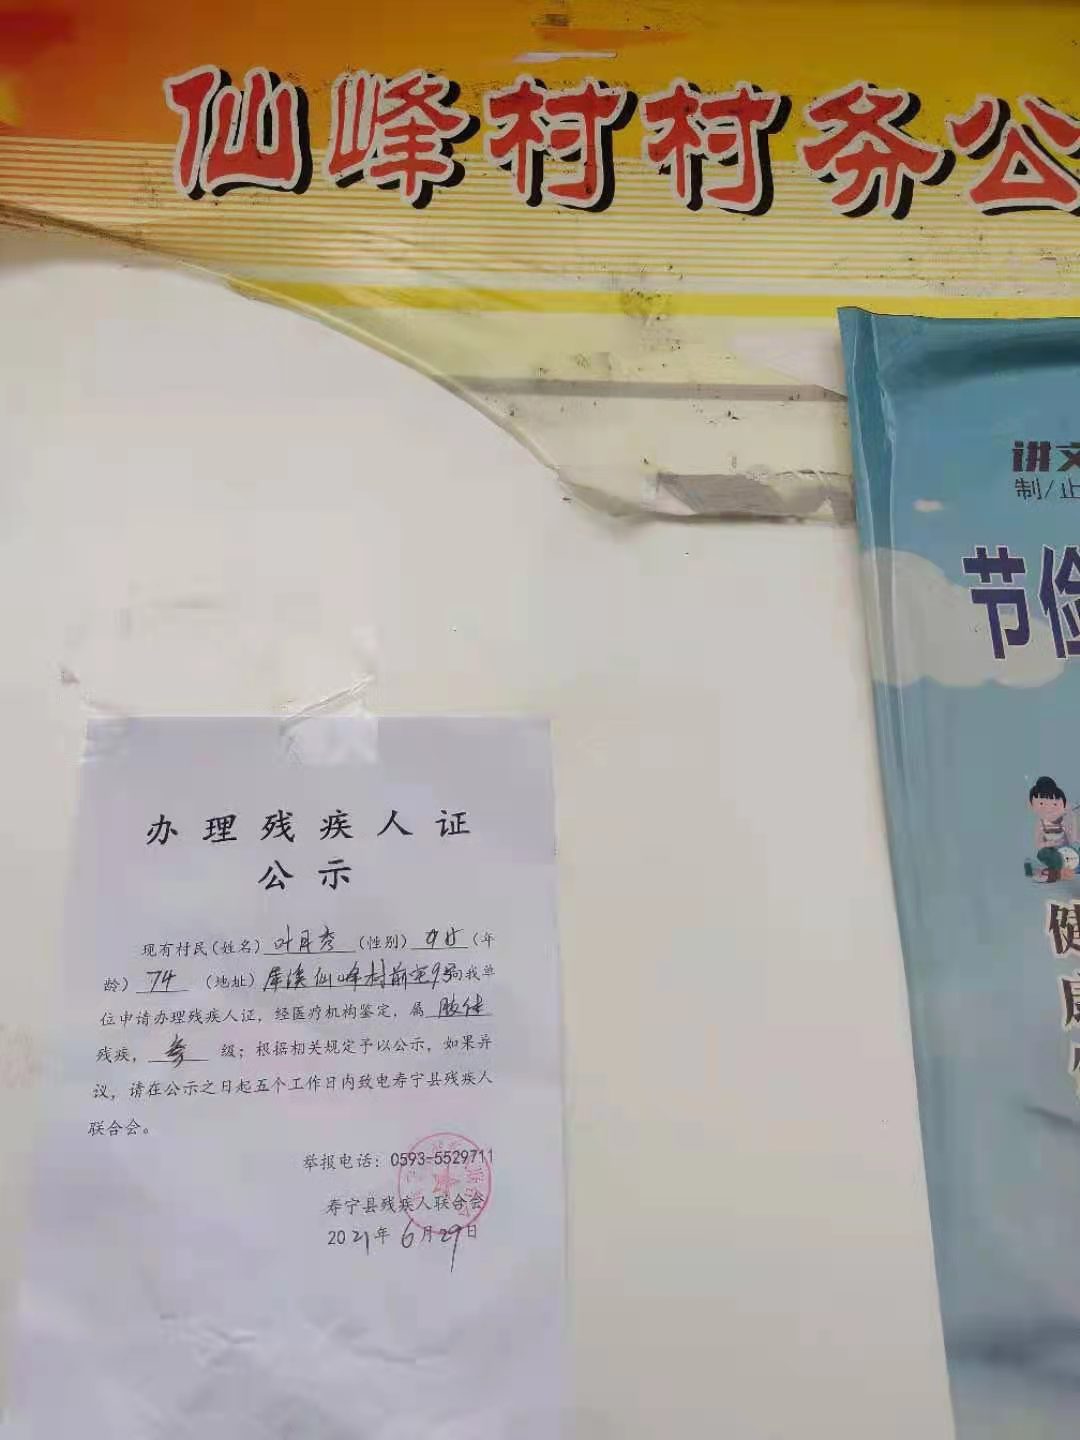 仙峰村村务公
讲文
制/止
节俭
健
康
办理残疾人证
公示
现有村民(姓名)叶月秀(性别)女(年
龄)74(地址)犀溪仙峰村前宅9号向我单
位申请办理残疾人证，经医疗机构鉴定，属肢体
残疾，叁级；根据相关规定予以公示，如果异
议，请在公示之日起五个工作日内致电寿宁县残疾人
联合会。
举报电话：0593-5529711
寿宁县残疾人联合会
2021年6月29日